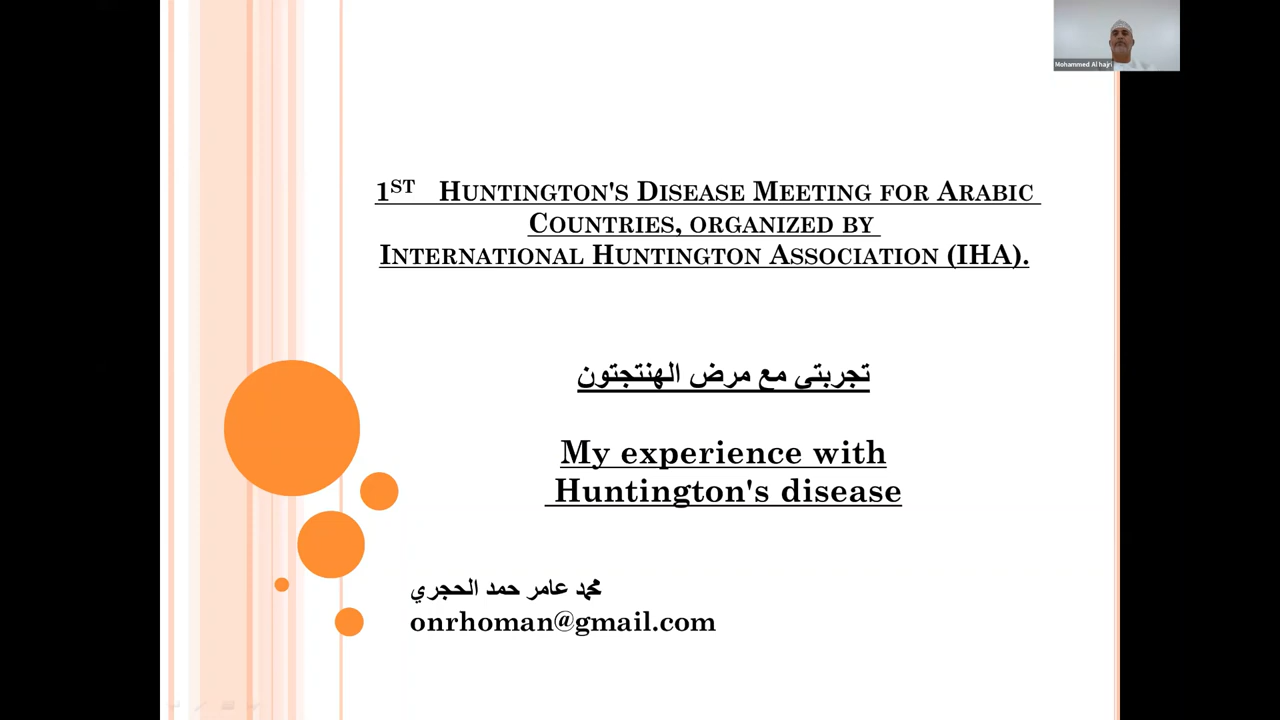 Mohammed Al hajri
1ST HUNTINGTON'S DISEASE MEETING FOR ARABIC
COUNTRIES, ORGANIZED BY
INTERNATIONAL HUNTINGTON ASSOCIATION (IHA).
تجربتي مع مرض الهنتجتون
My experience with
Huntington's disease
محمد عامر حمد الحجري
onrhoman@gmail.com